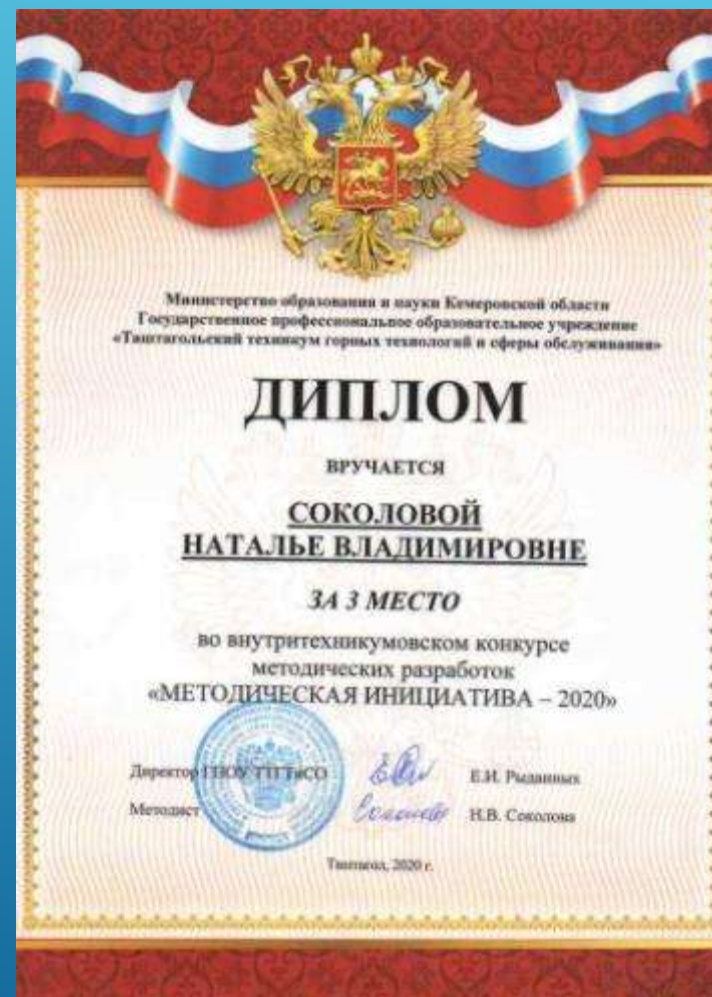 Министерство образования и науки Кемеровской области
Государственное профессиональное образовательное учреждение
«Таштагольский техникум горных технологий и сферы обслуживания»
ДИПЛОМ
ВРУЧАЕТСЯ
СОКОЛОВОЙ
НАТАЛЬЕ ВЛАДИМИРОВНЕ
ЗА 3 МЕСТО
во внутритехникумовском конкурсе
методических разработок
«МЕТОДИЧЕСКАЯ ИНИЦИАТИВА – 2020»
Директор ГПОУ ТТГТиСО Е.И. Рыданных
Методист Н.В. Соколова
Таштагол, 2020 г.